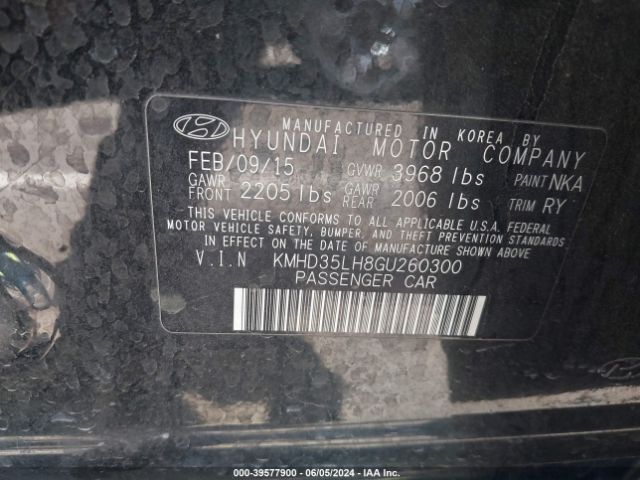 MANUFACTURED IN KOREA BY
HYUNDAI MOTOR COMPANY
FEB/09/15 GVWR 3968 lbs PAINT NKA
GAWR FRONT 2205 lbs GAWR REAR 2006 lbs TRIM RY
THIS VEHICLE CONFORMS TO ALL APPLICABLE U.S.A. FEDERAL
MOTOR VEHICLE SAFETY, BUMPER, AND THEFT PREVENTION STANDARDS
IN EFFECT ON THE DATE OF MANUFACTURE SHOWN ABOVE
V.I.N KMHD35LH8GU260300
PASSENGER CAR
000-39577900 - 06/05/2024 - IAA Inc.